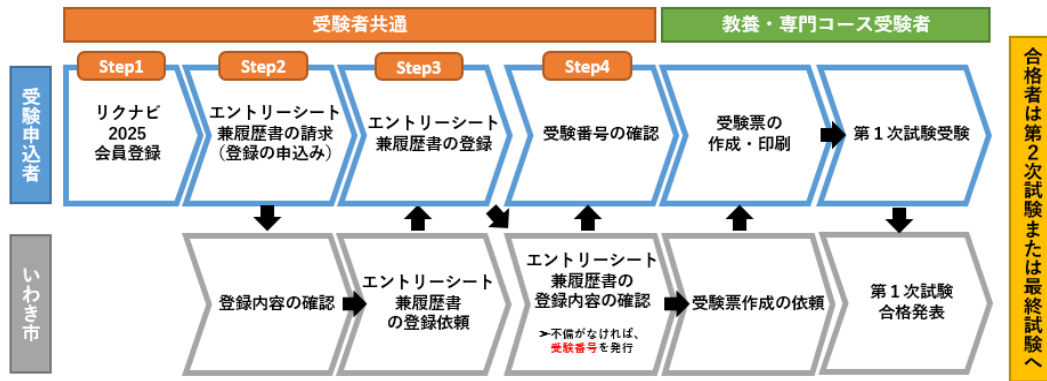 受験者共通
教養・専門コース受験者
Step1
Step2
Step3
Step4
受験申込者
リクナビ
2025
会員登録
エントリーシート
兼履歴書の請求
（登録の申込み）
エントリーシート
兼履歴書の登録
受験番号の確認
受験票の
作成・印刷
第１次試験受験
いわき市
登録内容の確認
エントリーシート
兼履歴書
の登録依頼
エントリーシート
兼履歴書の
登録内容の確認
➢不備がなければ、
受験番号を発行
受験票作成の依頼
第１次試験
合格発表
合格者は第２次試験または最終試験へ